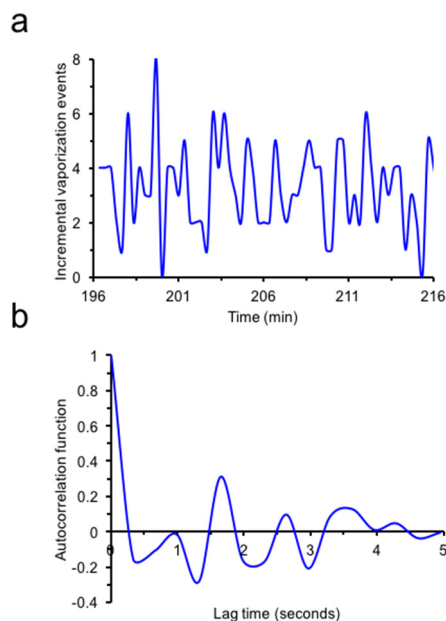 a
Incremental vaporization events
8
6
4
2
0
196 201 206 211 216
Time (min)
b
Autocorrelation function
1
0.8
0.6
0.4
0.2
0
-0.2
-0.4
0 1 2 3 4 5
Lag time (seconds)